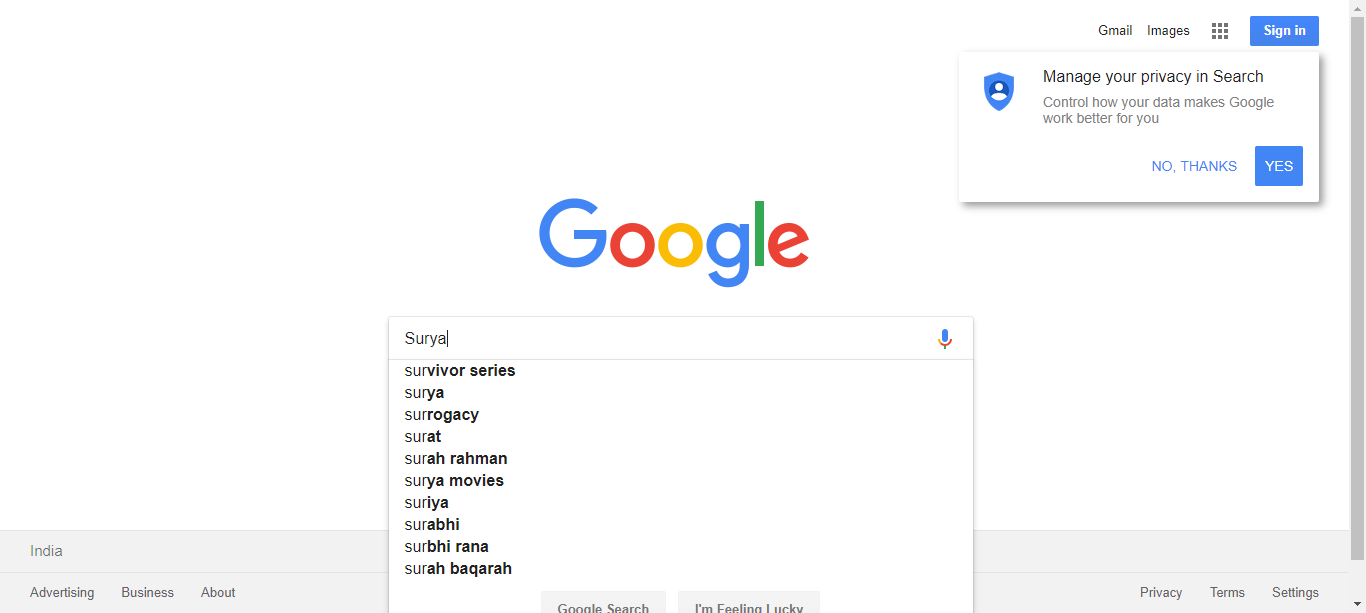 Gmail Images Sign in
Manage your privacy in Search
Control how your data makes Google
work better for you
NO, THANKS YES
Google
Surya
survivor series
surya
surrogacy
surat
surah rahman
surya movies
suriya
surabhi
surbhi rana
surah baqarah
India
Advertising Business About
Google Search I'm Feeling Lucky
Privacy Terms Settings